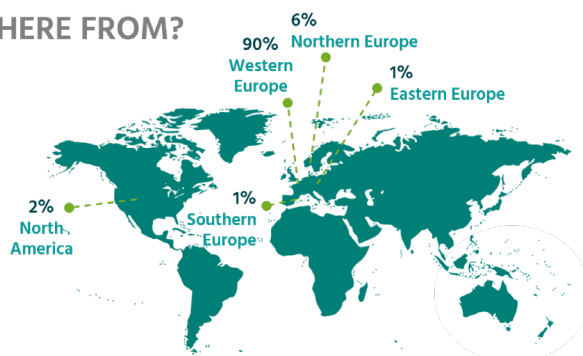 HERE FROM?
6%
Northern Europe
90%
Western
Europe
1%
Eastern Europe
2%
North
America
1%
Southern
Europe